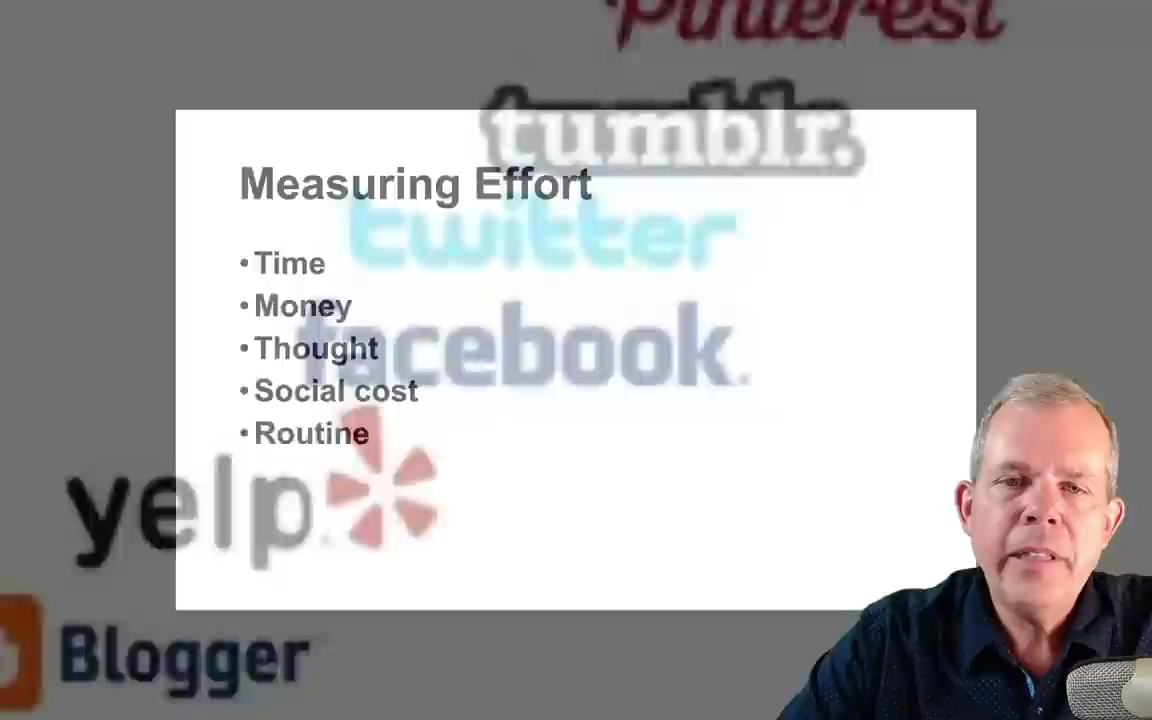 Pinterest
tumblr.
Measuring Effort
twitter
• Time
• Money
facebook.
• Thought
• Social cost
• Routine
yelp
Blogger